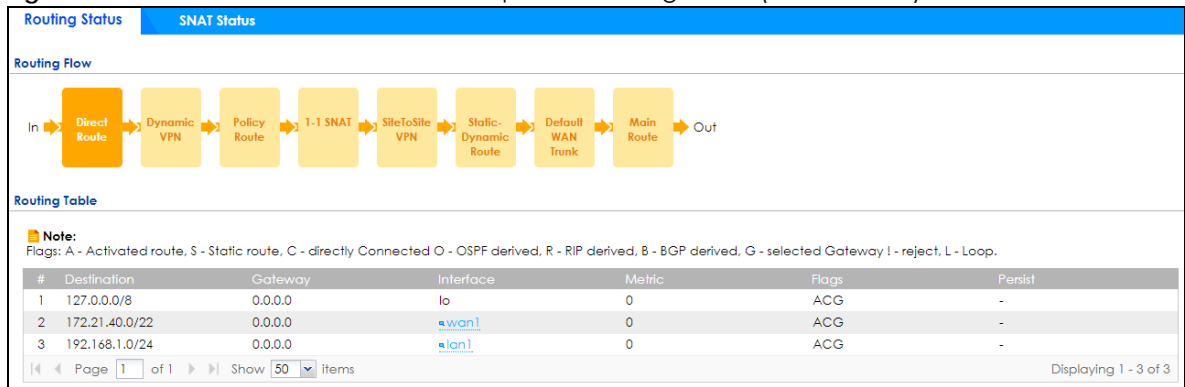 Routing Status SNAT Status
Routing Flow
In Direct Route Dynamic VPN Policy Route 1-1 SNAT SiteToSite VPN Static-Dynamic Route Default WAN Trunk Main Route Out
Routing Table
Note:
Flags: A - Activated route, S - Static route, C - directly Connected O - OSPF derived, R - RIP derived, B - BGP derived, G - selected Gateway ! - reject, L - Loop.
# Destination Gateway Interface Metric Flags Persist
1 127.0.0.0/8 0.0.0.0 lo 0 ACG -
2 172.21.40.0/22 0.0.0.0 wan1 0 ACG -
3 192.168.1.0/24 0.0.0.0 lan1 0 ACG -
Page 1 of 1 Show 50 items Displaying 1 - 3 of 3